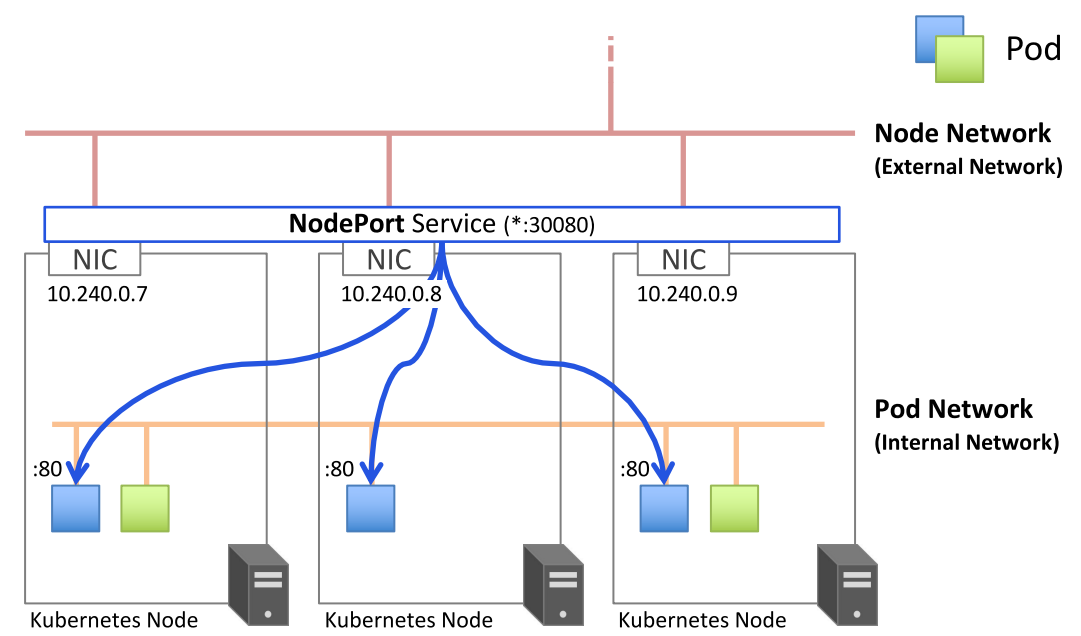 Pod
Node Network
(External Network)
NodePort Service (*:30080)
NIC
NIC
NIC
10.240.0.7
10.240.0.8
10.240.0.9
Pod Network
(Internal Network)
:80
:80
:80
Kubernetes Node
Kubernetes Node
Kubernetes Node